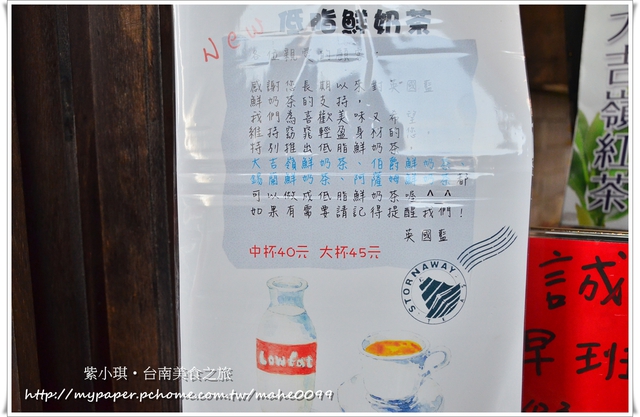 New
低脂鮮奶茶
感謝您長期以來對英國藍
鮮奶茶的支持，
我們為喜歡美味又希望
維持窈窕輕盈身材的
特別推出低脂鮮奶茶，
大吉嶺鮮奶茶、伯爵鮮奶茶、
錫蘭鮮奶茶、阿薩姆鮮奶茶，都
可以做成低脂鮮奶茶喔^_^
如果有需要請記得提醒我們！
英國藍
中杯40元 大杯45元
STORNAWAY
Lowfat
大吉嶺紅茶
誠
早班
紫小琪·台南美食之旅
http://mypaper.pchome.com.tw/mahe0099